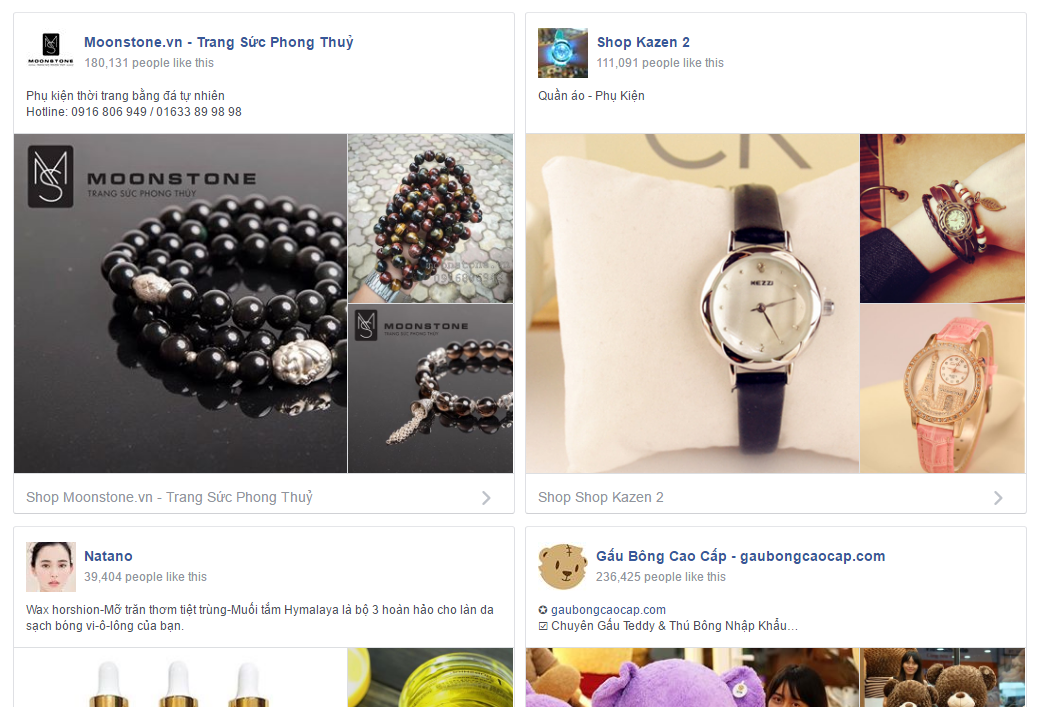 Moonstone.vn - Trang Sức Phong Thuỷ
180,131 people like this
MOONSTONE
Phụ kiện thời trang bằng đá tự nhiên
Hotline: 0916 806 949 / 01633 89 98 98
MS
MOONSTONE
TRANG SỨC PHONG THỦY
MS
MOONSTONE
TRANG SỨC PHONG THỦY
Shop Moonstone.vn - Trang Sức Phong Thuỷ
Shop Kazen 2
111,091 people like this
Quần áo - Phụ Kiện
CK
MEZZI
Shop Shop Kazen 2
Natano
39,404 people like this
Wax horshion-Mỡ trăn thơm tiệt trùng-Muối tắm Hymalaya là bộ 3 hoàn hảo cho làn da
sạch bóng vi-ô-lông của bạn.
Gấu Bông Cao Cấp - gaubongcaocap.com
236,425 people like this
✪ gaubongcaocap.com
☑ Chuyên Gấu Teddy & Thú Bông Nhập Khẩu…